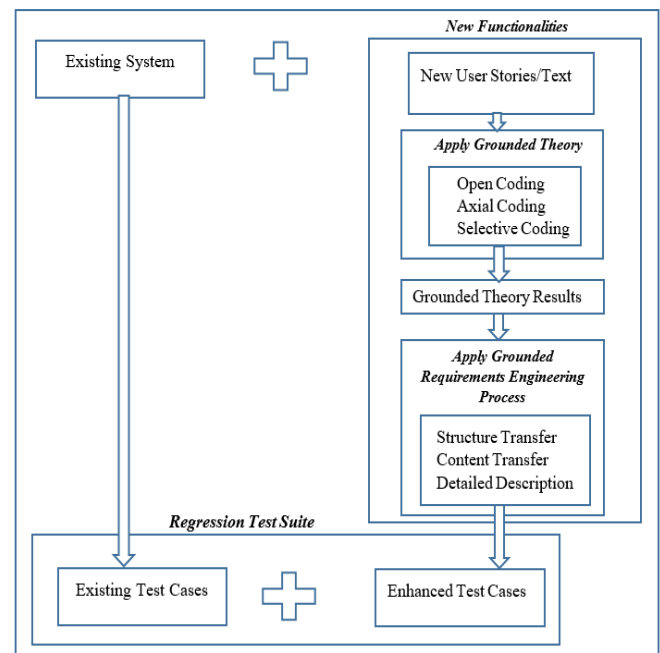 New Functionalities
Existing System
New User Stories/Text
Apply Grounded Theory
Open Coding
Axial Coding
Selective Coding
Grounded Theory Results
Apply Grounded
Requirements Engineering
Process
Structure Transfer
Content Transfer
Detailed Description
Regression Test Suite
Existing Test Cases
Enhanced Test Cases